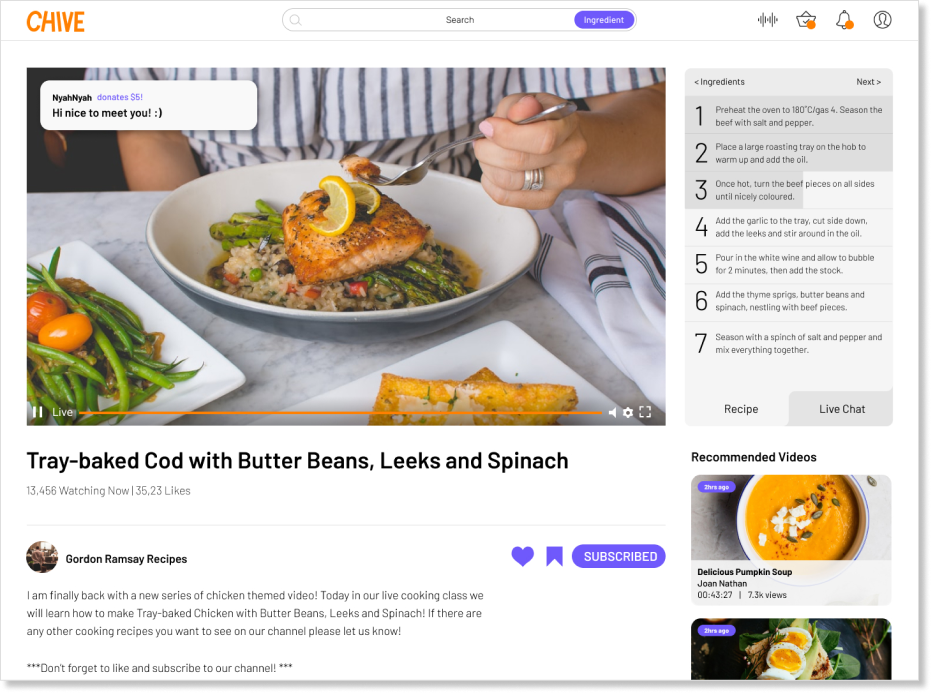 CHIVE
Search
Ingredient
NyahNyah donates $5!
Hi nice to meet you! :)
Live
< Ingredients
Next >
1
Preheat the oven to 180°C/gas 4. Season the
beef with salt and pepper.
2
Place a large roasting tray on the hob to
warm up and add the oil.
3
Once hot, turn the beef pieces on all sides
until nicely coloured.
4
Add the garlic to the tray, cut side down,
add the leeks and stir around in the oil.
5
Pour in the white wine and allow to bubble
for 2 minutes, then add the stock.
6
Add the thyme sprigs, butter beans and
spinach, nestling with beef pieces.
7
Season with a spinch of salt and pepper and
mix everything together.
Recipe
Live Chat
Tray-baked Cod with Butter Beans, Leeks and Spinach
13,456 Watching Now | 35,23 Likes
Gordon Ramsay Recipes
SUBSCRIBED
I am finally back with a new series of chicken themed video! Today in our live cooking class we
will learn how to make Tray-baked Chicken with Butter Beans, Leeks and Spinach! If there are
any other cooking recipes you want to see on our channel please let us know!
***Don't forget to like and subscribe to our channel! ***
Recommended Videos
2hrs ago
Delicious Pumpkin Soup
Joan Nathan
00:43:27 | 7.3k views
2hrs ago